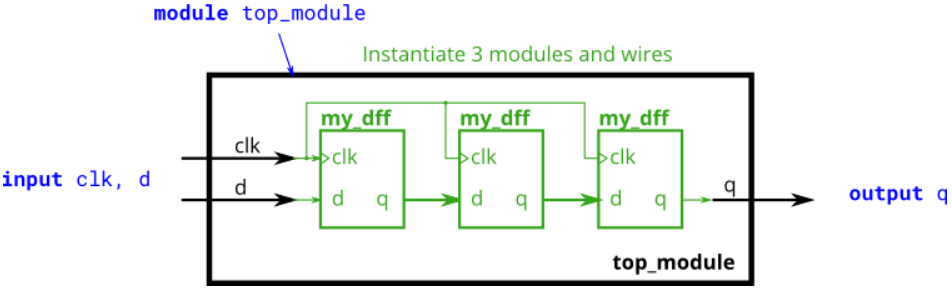 module top_module
Instantiate 3 modules and wires
my_dff my_dff my_dff
clk clk clk clk
input clk, d
d d q d q d q q
output q
top_module